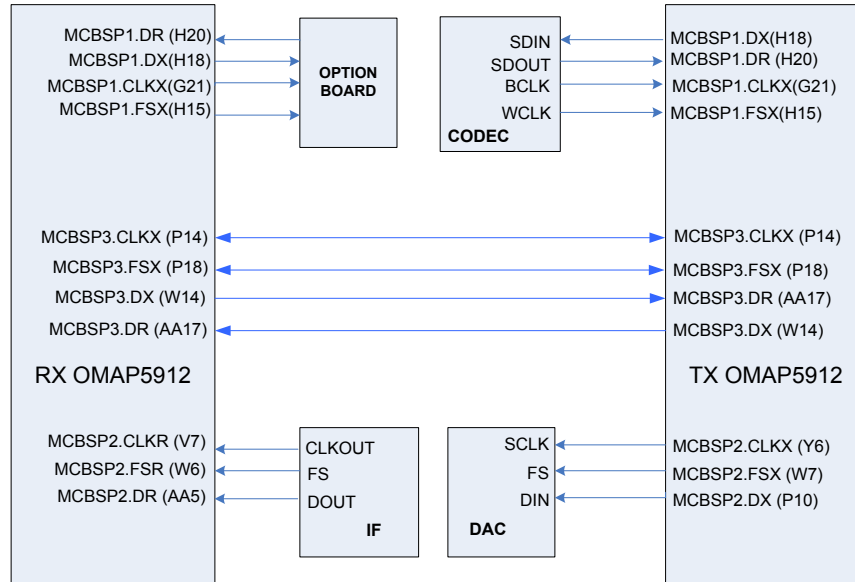 MCBSP1.DR (H20)
MCBSP1.DX(H18)
MCBSP1.CLKX(G21)
MCBSP1.FSX(H15)
OPTION
BOARD
SDIN
SDOUT
BCLK
WCLK
CODEC
MCBSP1.DX(H18)
MCBSP1.DR (H20)
MCBSP1.CLKX(G21)
MCBSP1.FSX(H15)
MCBSP3.CLKX (P14)
MCBSP3.FSX (P18)
MCBSP3.DX (W14)
MCBSP3.DR (AA17)
MCBSP3.CLKX (P14)
MCBSP3.FSX (P18)
MCBSP3.DR (AA17)
MCBSP3.DX (W14)
RX OMAP5912
TX OMAP5912
MCBSP2.CLKR (V7)
MCBSP2.FSR (W6)
MCBSP2.DR (AA5)
CLKOUT
FS
DOUT
IF
SCLK
FS
DIN
DAC
MCBSP2.CLKX (Y6)
MCBSP2.FSX (W7)
MCBSP2.DX (P10)